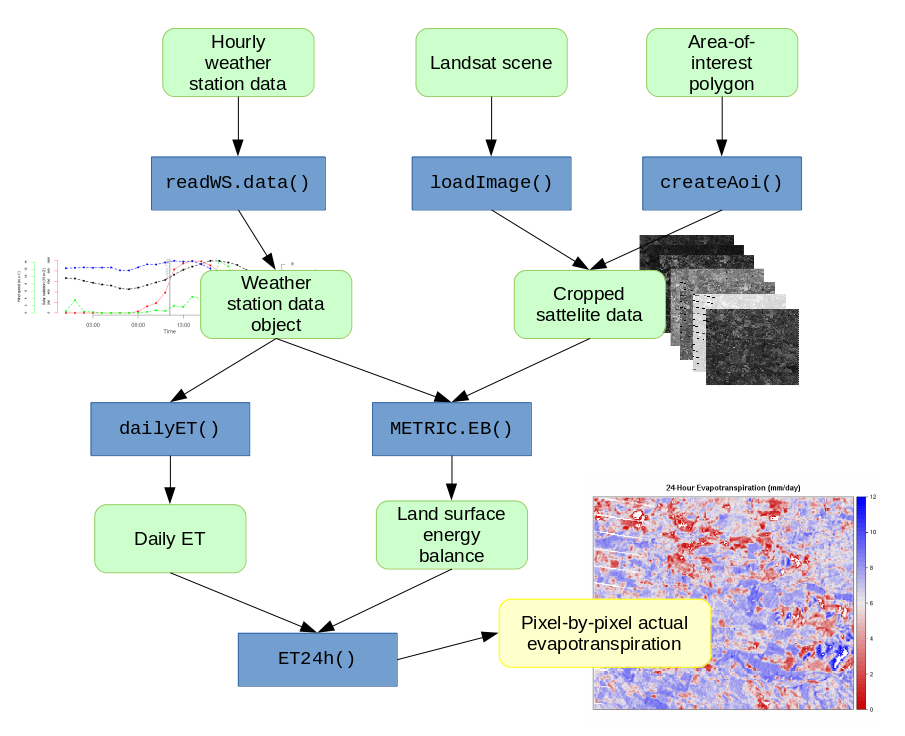 Hourly
weather
station data
Landsat scene
Area-of-
interest
polygon
readWS.data()
loadImage()
createAoi()
Weather
station data
object
Cropped
sattelite data
03:00 08:00 13:00
Time
dailyET()
METRIC.EB()
Daily ET
Land surface
energy
balance
24-Hour Evapotranspiration (mm/day)
12
10
8
6
4
2
0
Pixel-by-pixel actual
evapotranspiration
ET24h()